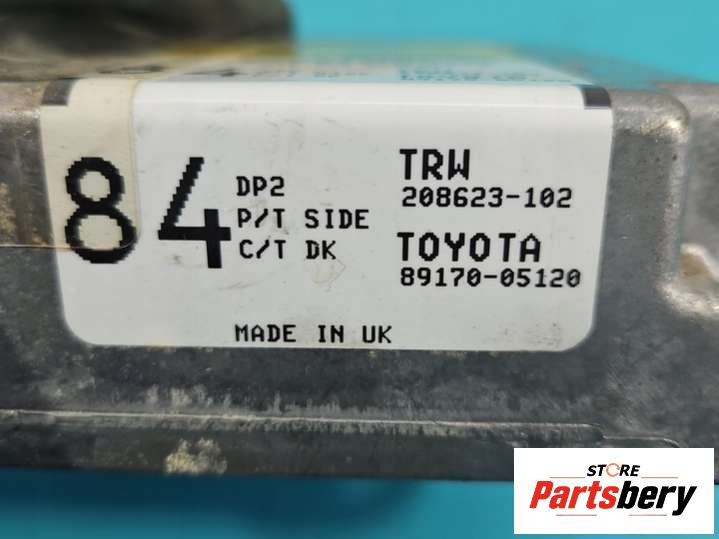 84
DP2
P/T SIDE
C/T DK
TRW
208623-102
TOYOTA
89170-05120
MADE IN UK
STORE
Partsbery